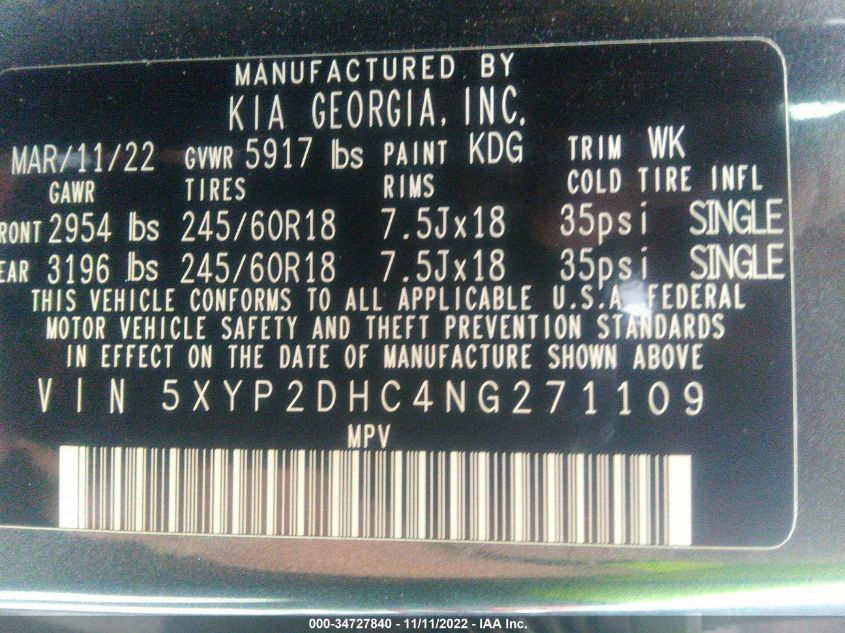 MANUFACTURED BY
KIA GEORGIA, INC.
MAR/11/22 GVWR 5917 lbs PAINT KDG TRIM WK
GAWR TIRES RIMS COLD TIRE INFL
RONT 2954 lbs 245/60R18 7.5Jx18 35psi SINGLE
EAR 3196 lbs 245/60R18 7.5Jx18 35psi SINGLE
THIS VEHICLE CONFORMS TO ALL APPLICABLE U.S.A. FEDERAL
MOTOR VEHICLE SAFETY AND THEFT PREVENTION STANDARDS
IN EFFECT ON THE DATE OF MANUFACTURE SHOWN ABOVE
VIN 5XYP2DHC4NG271109
MPV
000-34727840 - 11/11/2022 - IAA Inc.